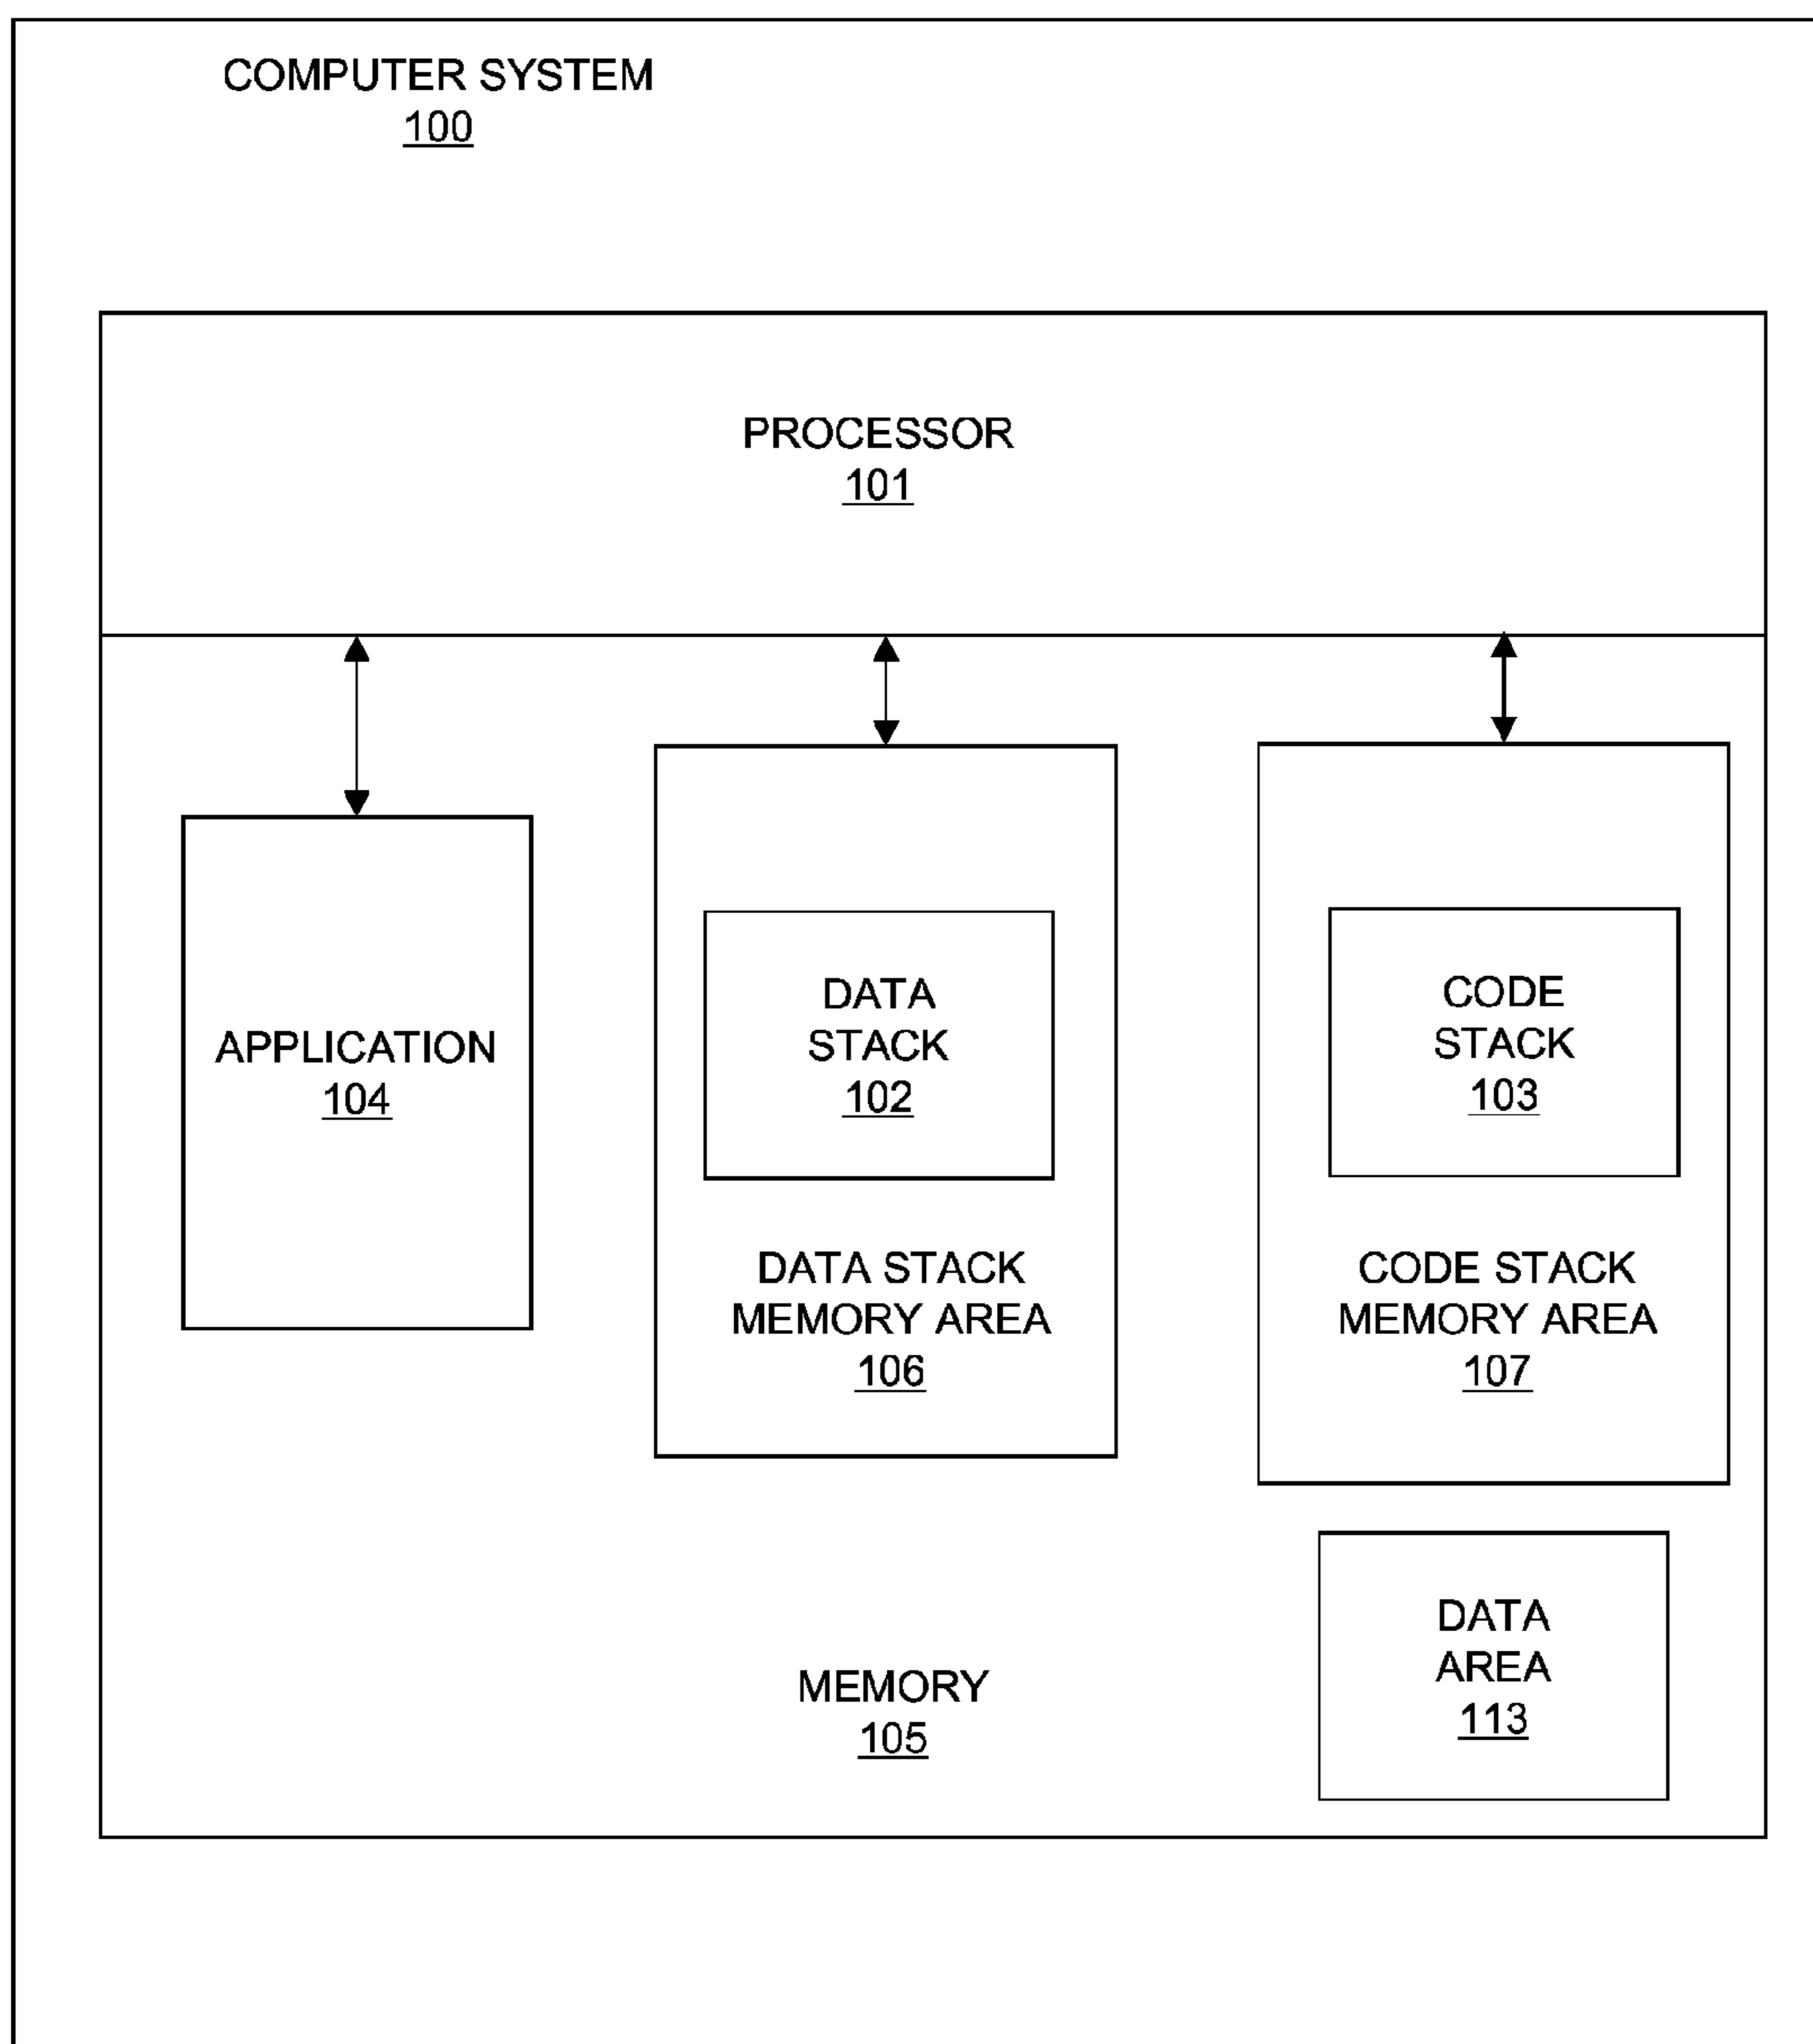 COMPUTER SYSTEM
100
PROCESSOR
101
APPLICATION
104
DATA
STACK
102
DATA STACK
MEMORY AREA
106
CODE
STACK
103
CODE STACK
MEMORY AREA
107
MEMORY
105
DATA
AREA
113